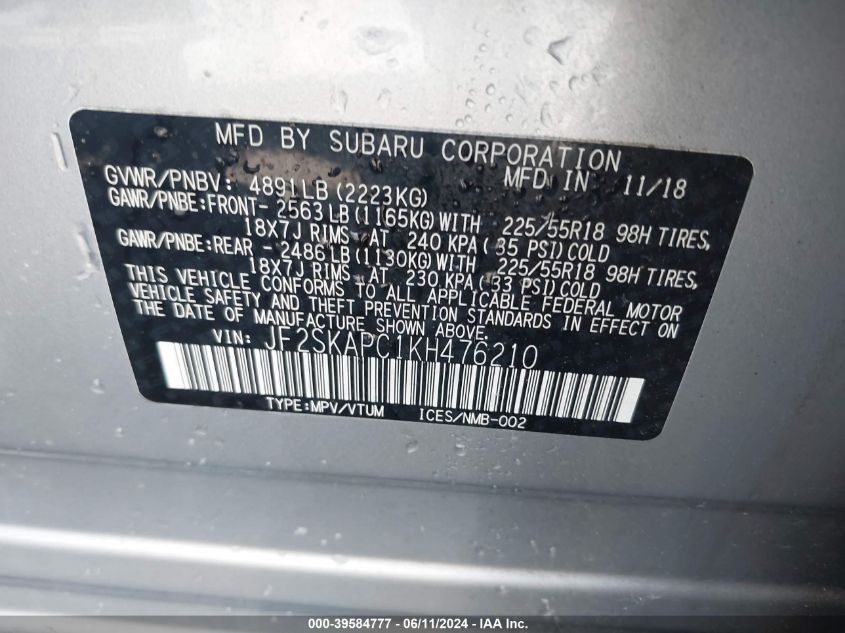 MFD BY SUBARU CORPORATION
MFD IN 11/18
GVWR/PNBV: 4891LB(2223KG)
GAWR/PNBE:FRONT- 2563LB(1165KG)WITH 225/55R18 98H TIRES,
18X7J RIMS AT 240 KPA(35 PSI)COLD
GAWR/PNBE:REAR - 2486LB(1130KG)WITH 225/55R18 98H TIRES,
18X7J RIMS AT 230 KPA(33 PSI)COLD
THIS VEHICLE CONFORMS TO ALL APPLICABLE FEDERAL MOTOR
VEHICLE SAFETY AND THEFT PREVENTION STANDARDS IN EFFECT ON
THE DATE OF MANUFACTURE SHOWN ABOVE.
VIN: JF2SKAPC1KH476210
TYPE:MPV/VTUM ICES/NMB-002
000-39584777 - 06/11/2024 - IAA Inc.